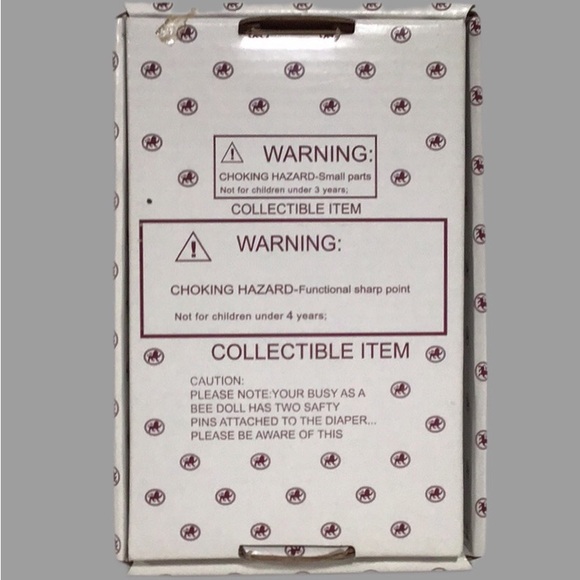 WARNING:
CHOKING HAZARD-Small parts
Not for children under 3 years;
COLLECTIBLE ITEM
WARNING:
CHOKING HAZARD-Functional sharp point
Not for children under 4 years;
COLLECTIBLE ITEM
CAUTION:
PLEASE NOTE:YOUR BUSY AS A
BEE DOLL HAS TWO SAFTY
PINS ATTACHED TO THE DIAPER...
PLEASE BE AWARE OF THIS